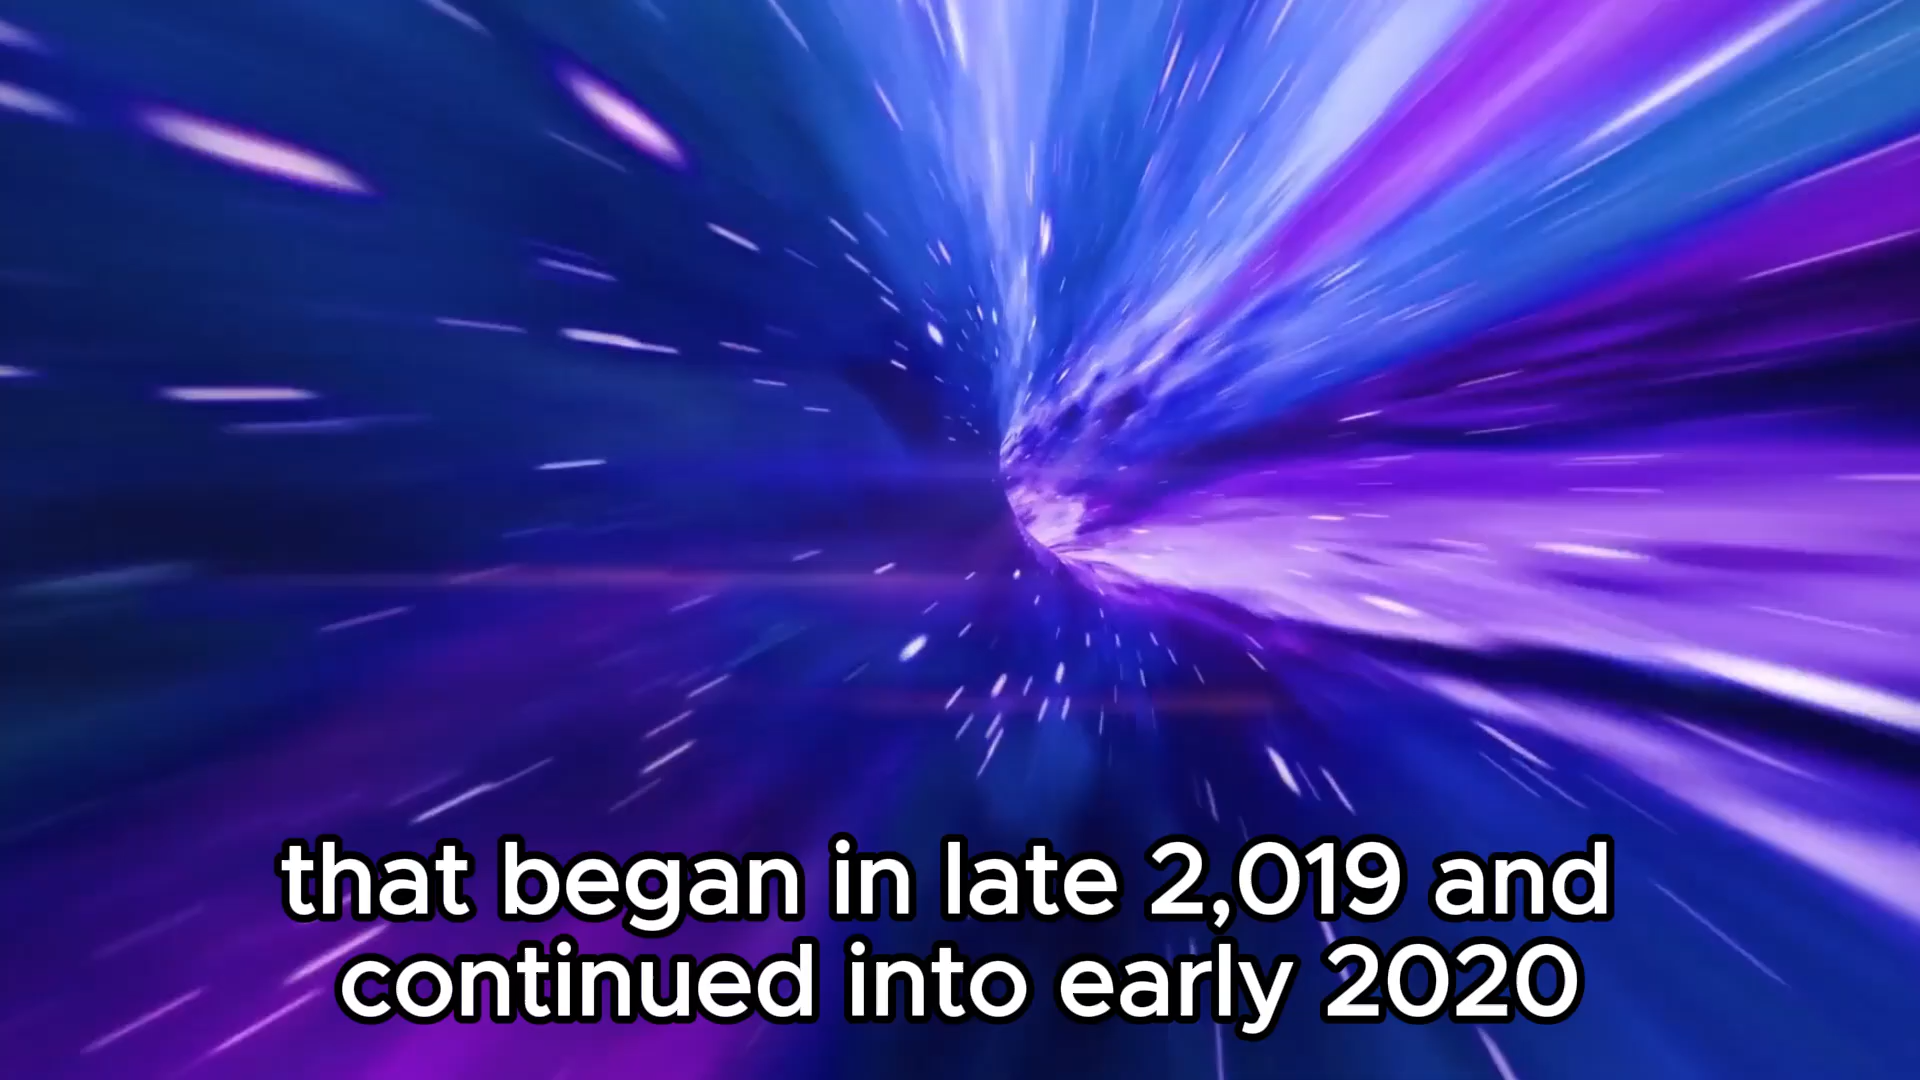 that began in late 2,019 and
continued into early 2020